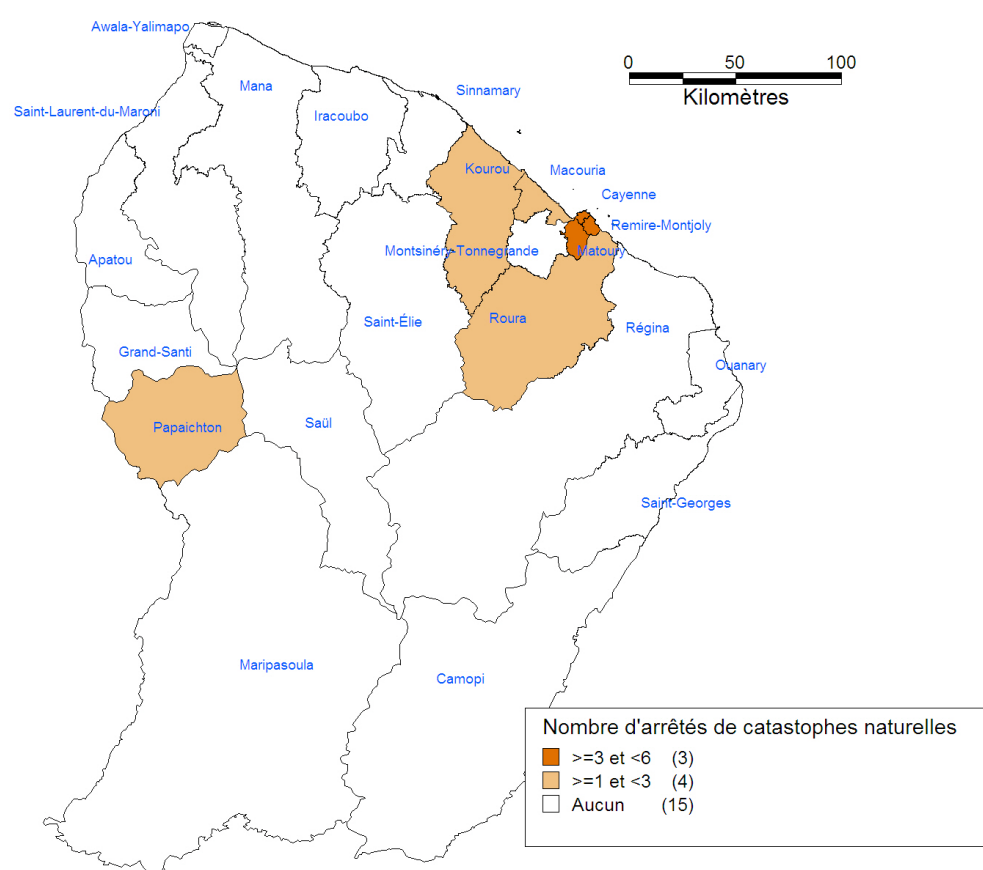 Awala-Yalimapo
0 50 100
Kilomètres
Mana
Sinnamary
Saint-Laurent-du-Maroni
Iracoubo
Kourou
Macouria
Cayenne
Remire-Montjoly
Montsinéry-Tonnegrande
Matoury
Apatou
Roura
Saint-Élie
Régina
Grand-Santi
Ouanary
Saül
Papaichton
Saint-Georges
Maripasoula
Camopi
Nombre d'arrêtés de catastophes naturelles
>=3 et <6 (3)
>=1 et <3 (4)
Aucun (15)